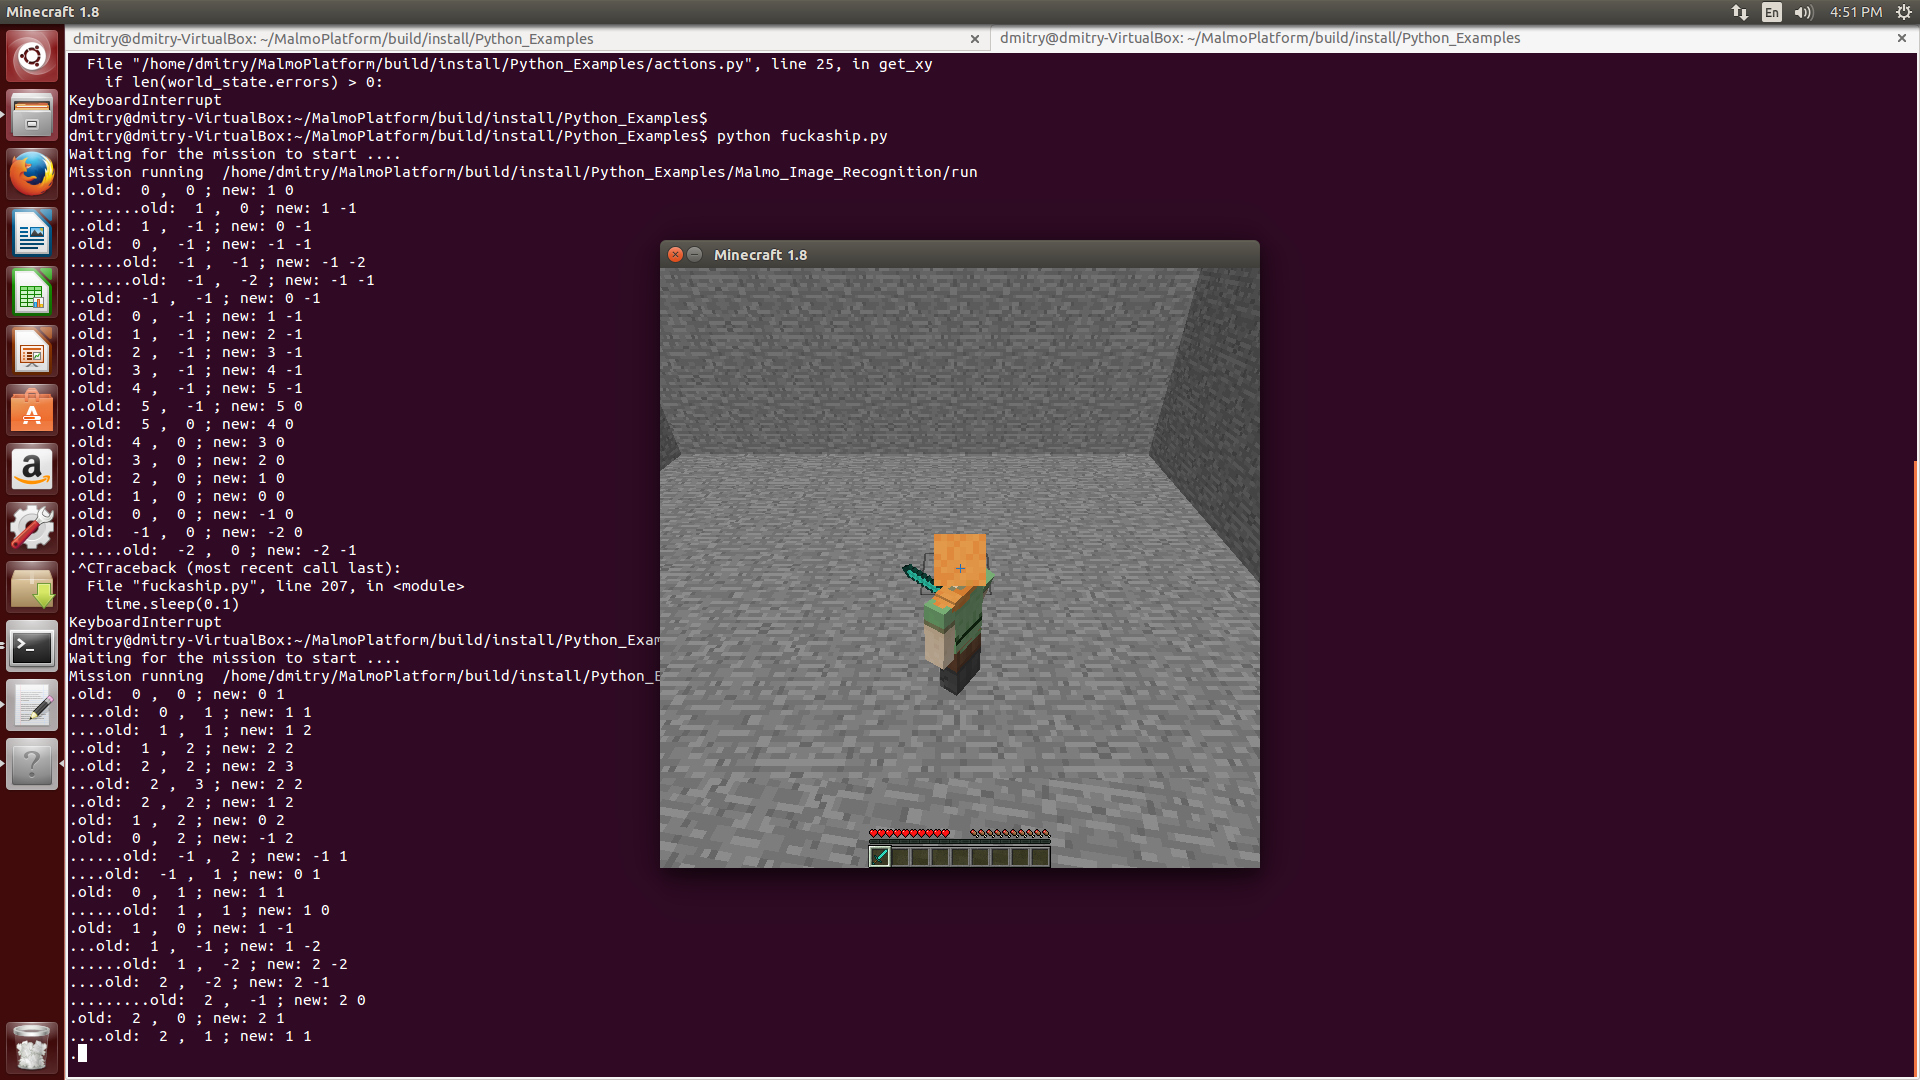 Minecraft 1.8
En
4:51 PM
dmitry@dmitry-VirtualBox: ~/MalmoPlatform/build/install/Python_Examples
dmitry@dmitry-VirtualBox: ~/MalmoPlatform/build/install/Python_Examples
File "/home/dmitry/MalmoPlatform/build/install/Python_Examples/actions.py", line 25, in get_xy
if len(world_state.errors) > 0:
KeyboardInterrupt
dmitry@dmitry-VirtualBox:~/MalmoPlatform/build/install/Python_Examples$
dmitry@dmitry-VirtualBox:~/MalmoPlatform/build/install/Python_Examples$ python fuckaship.py
Waiting for the mission to start ....
Mission running  /home/dmitry/MalmoPlatform/build/install/Python_Examples/Malmo_Image_Recognition/run
..old:  0 ,  0 ; new: 1 0
........old:  1 ,  0 ; new: 1 -1
..old:  1 ,  -1 ; new: 0 -1
.old:  0 ,  -1 ; new: -1 -1
......old:  -1 ,  -1 ; new: -1 -2
.......old:  -1 ,  -2 ; new: -1 -1
..old:  -1 ,  -1 ; new: 0 -1
.old:  0 ,  -1 ; new: 1 -1
.old:  1 ,  -1 ; new: 2 -1
.old:  2 ,  -1 ; new: 3 -1
.old:  3 ,  -1 ; new: 4 -1
.old:  4 ,  -1 ; new: 5 -1
..old:  5 ,  -1 ; new: 5 0
..old:  5 ,  0 ; new: 4 0
.old:  4 ,  0 ; new: 3 0
.old:  3 ,  0 ; new: 2 0
.old:  2 ,  0 ; new: 1 0
.old:  1 ,  0 ; new: 0 0
.old:  0 ,  0 ; new: -1 0
.old:  -1 ,  0 ; new: -2 0
......old:  -2 ,  0 ; new: -2 -1
.^CTraceback (most recent call last):
File "fuckaship.py", line 207, in <module>
time.sleep(0.1)
KeyboardInterrupt
dmitry@dmitry-VirtualBox:~/MalmoPlatform/build/install/Python_Exam
Waiting for the mission to start ....
Mission running  /home/dmitry/MalmoPlatform/build/install/Python_E
.old:  0 ,  0 ; new: 0 1
....old:  0 ,  1 ; new: 1 1
....old:  1 ,  1 ; new: 1 2
..old:  1 ,  2 ; new: 2 2
..old:  2 ,  2 ; new: 2 3
...old:  2 ,  3 ; new: 2 2
..old:  2 ,  2 ; new: 1 2
.old:  1 ,  2 ; new: 0 2
.old:  0 ,  2 ; new: -1 2
......old:  -1 ,  2 ; new: -1 1
....old:  -1 ,  1 ; new: 0 1
.old:  0 ,  1 ; new: 1 1
......old:  1 ,  1 ; new: 1 0
.old:  1 ,  0 ; new: 1 -1
...old:  1 ,  -1 ; new: 1 -2
......old:  1 ,  -2 ; new: 2 -2
....old:  2 ,  -2 ; new: 2 -1
.........old:  2 ,  -1 ; new: 2 0
.old:  2 ,  0 ; new: 2 1
....old:  2 ,  1 ; new: 1 1
.
Minecraft 1.8